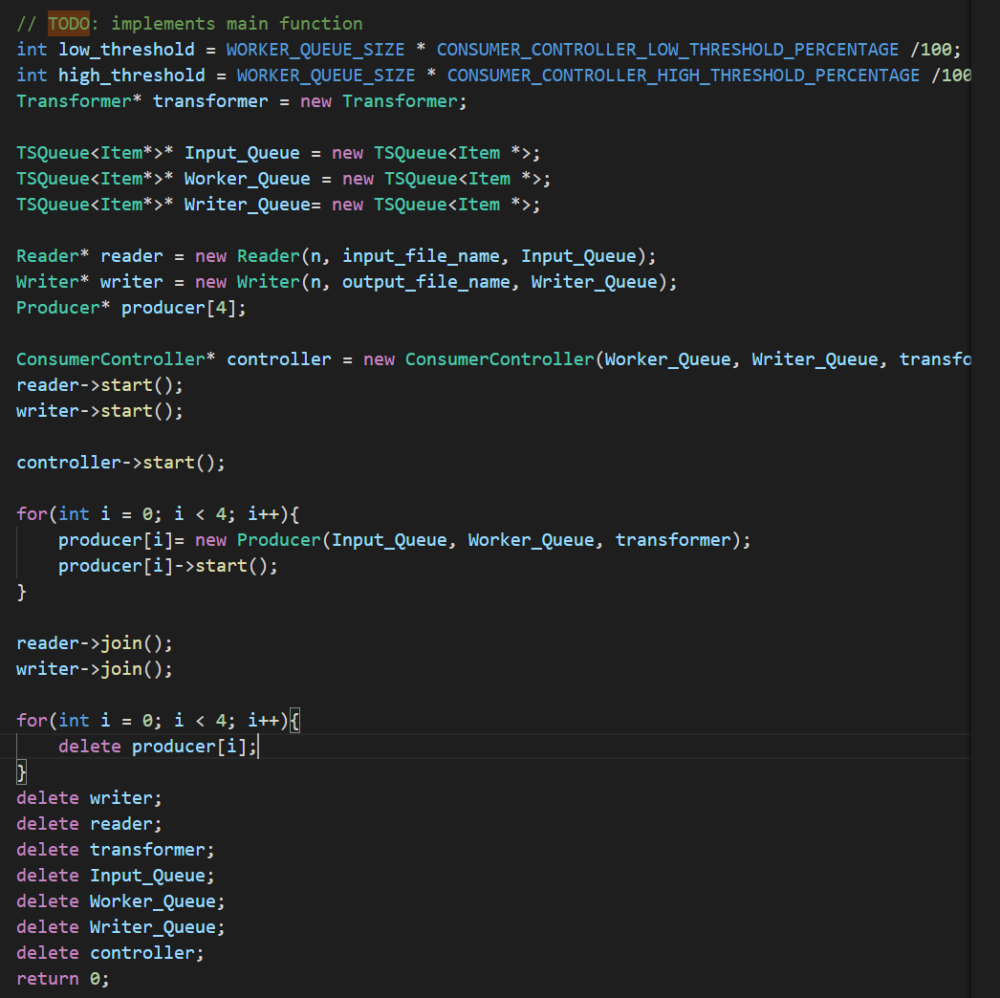 // TODO: implements main function
int low_threshold = WORKER_QUEUE_SIZE * CONSUMER_CONTROLLER_LOW_THRESHOLD_PERCENTAGE /100;
int high_threshold = WORKER_QUEUE_SIZE * CONSUMER_CONTROLLER_HIGH_THRESHOLD_PERCENTAGE /100
Transformer* transformer = new Transformer;

TSQueue<Item*>* Input_Queue = new TSQueue<Item *>;
TSQueue<Item*>* Worker_Queue = new TSQueue<Item *>;
TSQueue<Item*>* Writer_Queue= new TSQueue<Item *>;

Reader* reader = new Reader(n, input_file_name, Input_Queue);
Writer* writer = new Writer(n, output_file_name, Writer_Queue);
Producer* producer[4];

ConsumerController* controller = new ConsumerController(Worker_Queue, Writer_Queue, transfo
reader->start();
writer->start();

controller->start();

for(int i = 0; i < 4; i++){
    producer[i]= new Producer(Input_Queue, Worker_Queue, transformer);
    producer[i]->start();
}

reader->join();
writer->join();

for(int i = 0; i < 4; i++){
    delete producer[i];
}
delete writer;
delete reader;
delete transformer;
delete Input_Queue;
delete Worker_Queue;
delete Writer_Queue;
delete controller;
return 0;